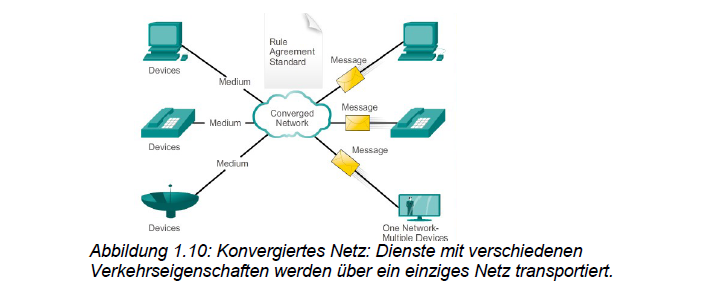 Rule
Agreement
Standard
Devices
Medium
Message
Devices
Medium
Converged
Network
Message
Medium
Message
Devices
One Network-
Multiple Devices
Abbildung 1.10: Konvergiertes Netz: Dienste mit verschiedenen
Verkehrseigenschaften werden über ein einziges Netz transportiert.